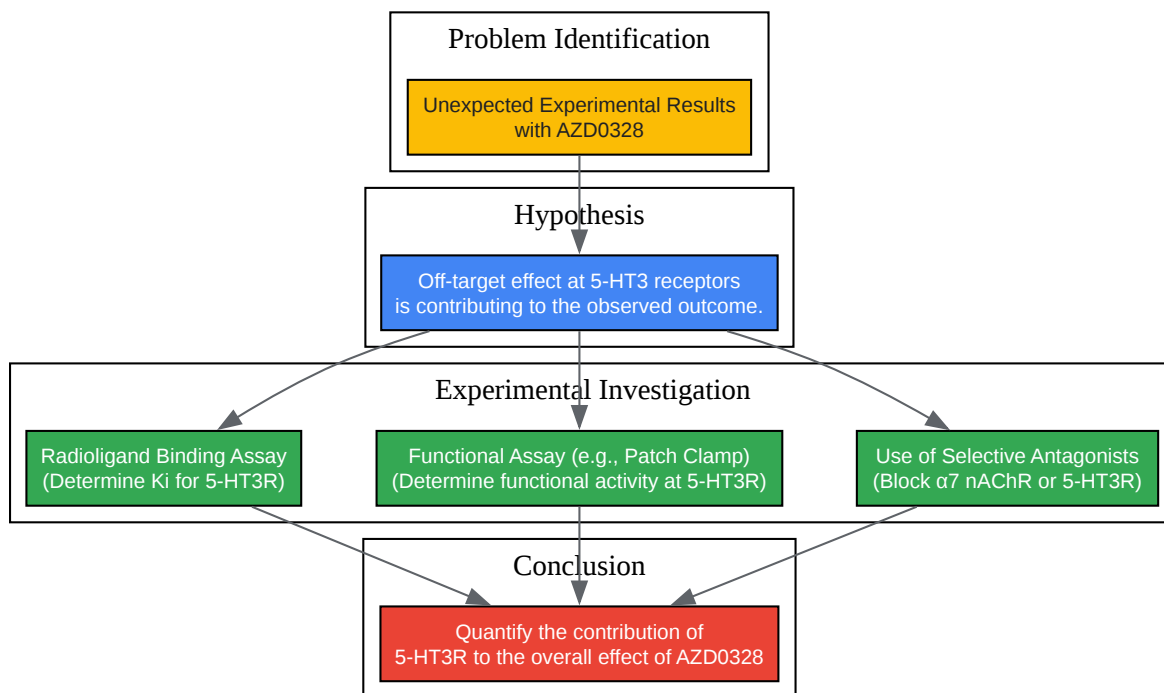 Problem Identification
Unexpected Experimental Results
with AZD0328
Hypothesis
Off-target effect at 5-HT3 receptors
is contributing to the observed outcome.
Experimental Investigation
Radioligand Binding Assay
(Determine Ki for 5-HT3R)
Functional Assay (e.g., Patch Clamp)
(Determine functional activity at 5-HT3R)
Use of Selective Antagonists
(Block α7 nAChR or 5-HT3R)
Conclusion
Quantify the contribution of
5-HT3R to the overall effect of AZD0328